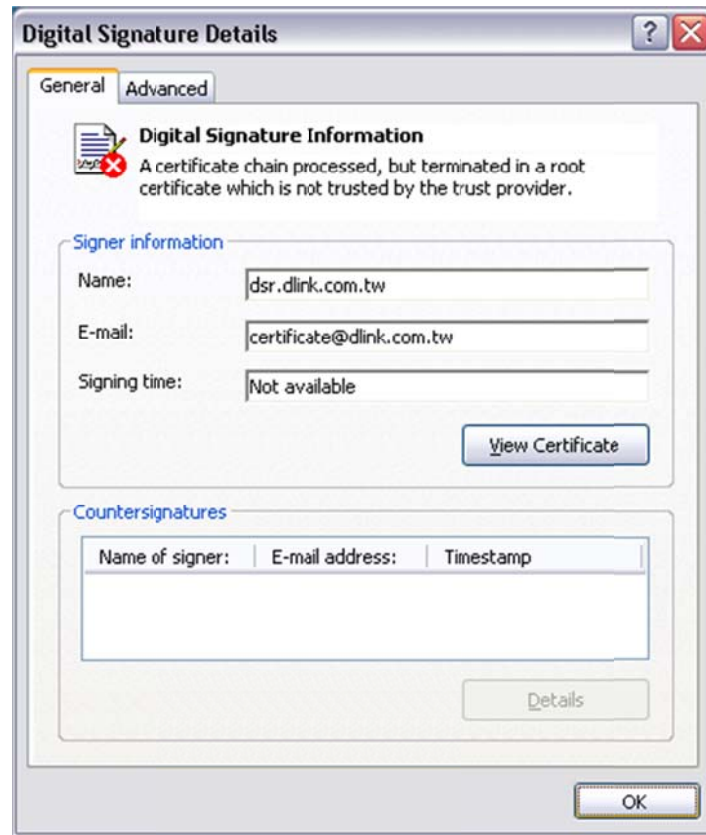 Digital Signature Details
General Advanced
Digital Signature Information
A certificate chain processed, but terminated in a root
certificate which is not trusted by the trust provider.
Signer information
Name: dsr.dlink.com.tw
E-mail: certificate@dlink.com.tw
Signing time: Not available
View Certificate
Countersignatures
Name of signer: E-mail address: Timestamp
Details
OK